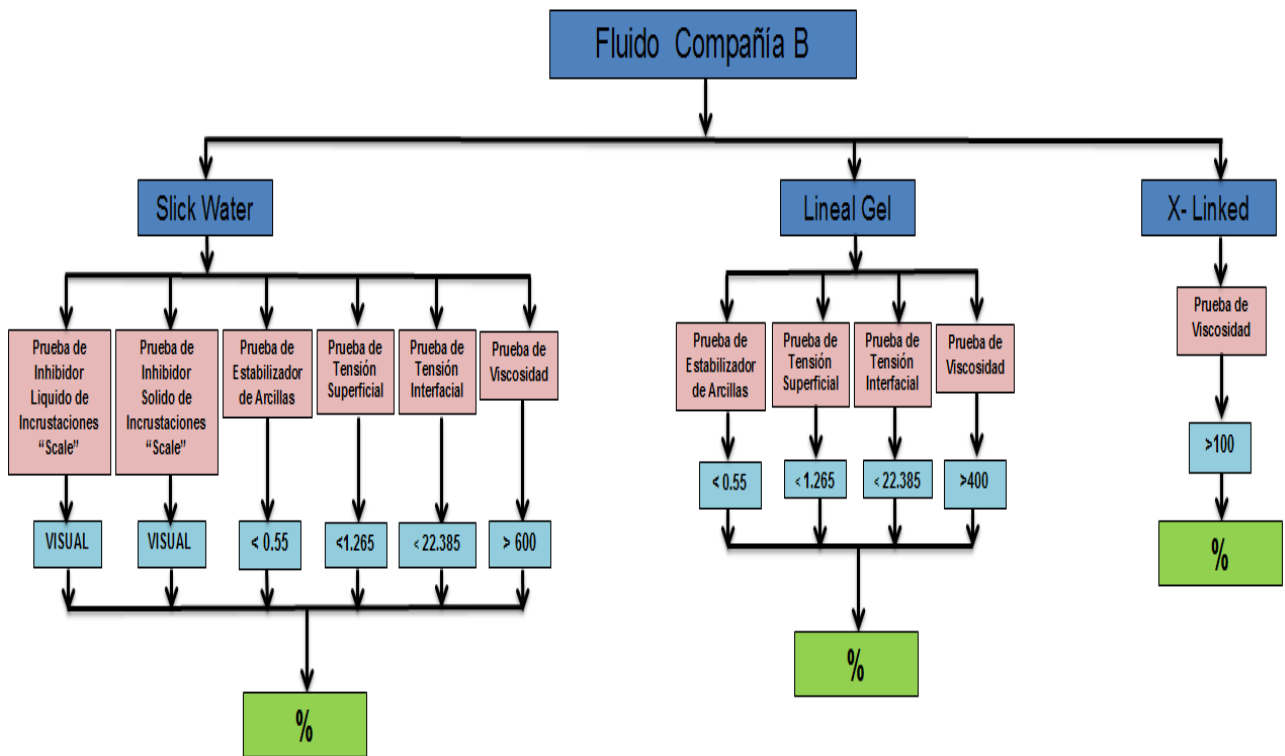 Fluido Compañía B
Slick Water
Lineal Gel
X- Linked
Prueba de
Inhibidor
Liquido de
Incrustaciones
“Scale”
Prueba de
Inhibidor
Solido de
Incrustaciones
“Scale”
Prueba de
Estabilizador
de Arcillas
Prueba de
Tensión
Superficial
Prueba de
Tensión
Interfacial
Prueba de
Viscosidad
Prueba de
Estabilizador
de Arcillas
Prueba de
Tensión
Superficial
Prueba de
Tensión
Interfacial
Prueba de
Viscosidad
Prueba de
Viscosidad
VISUAL
VISUAL
< 0.55
<1.265
< 22.385
> 600
< 0.55
< 1.265
< 22.385
>400
>100
%
%
%